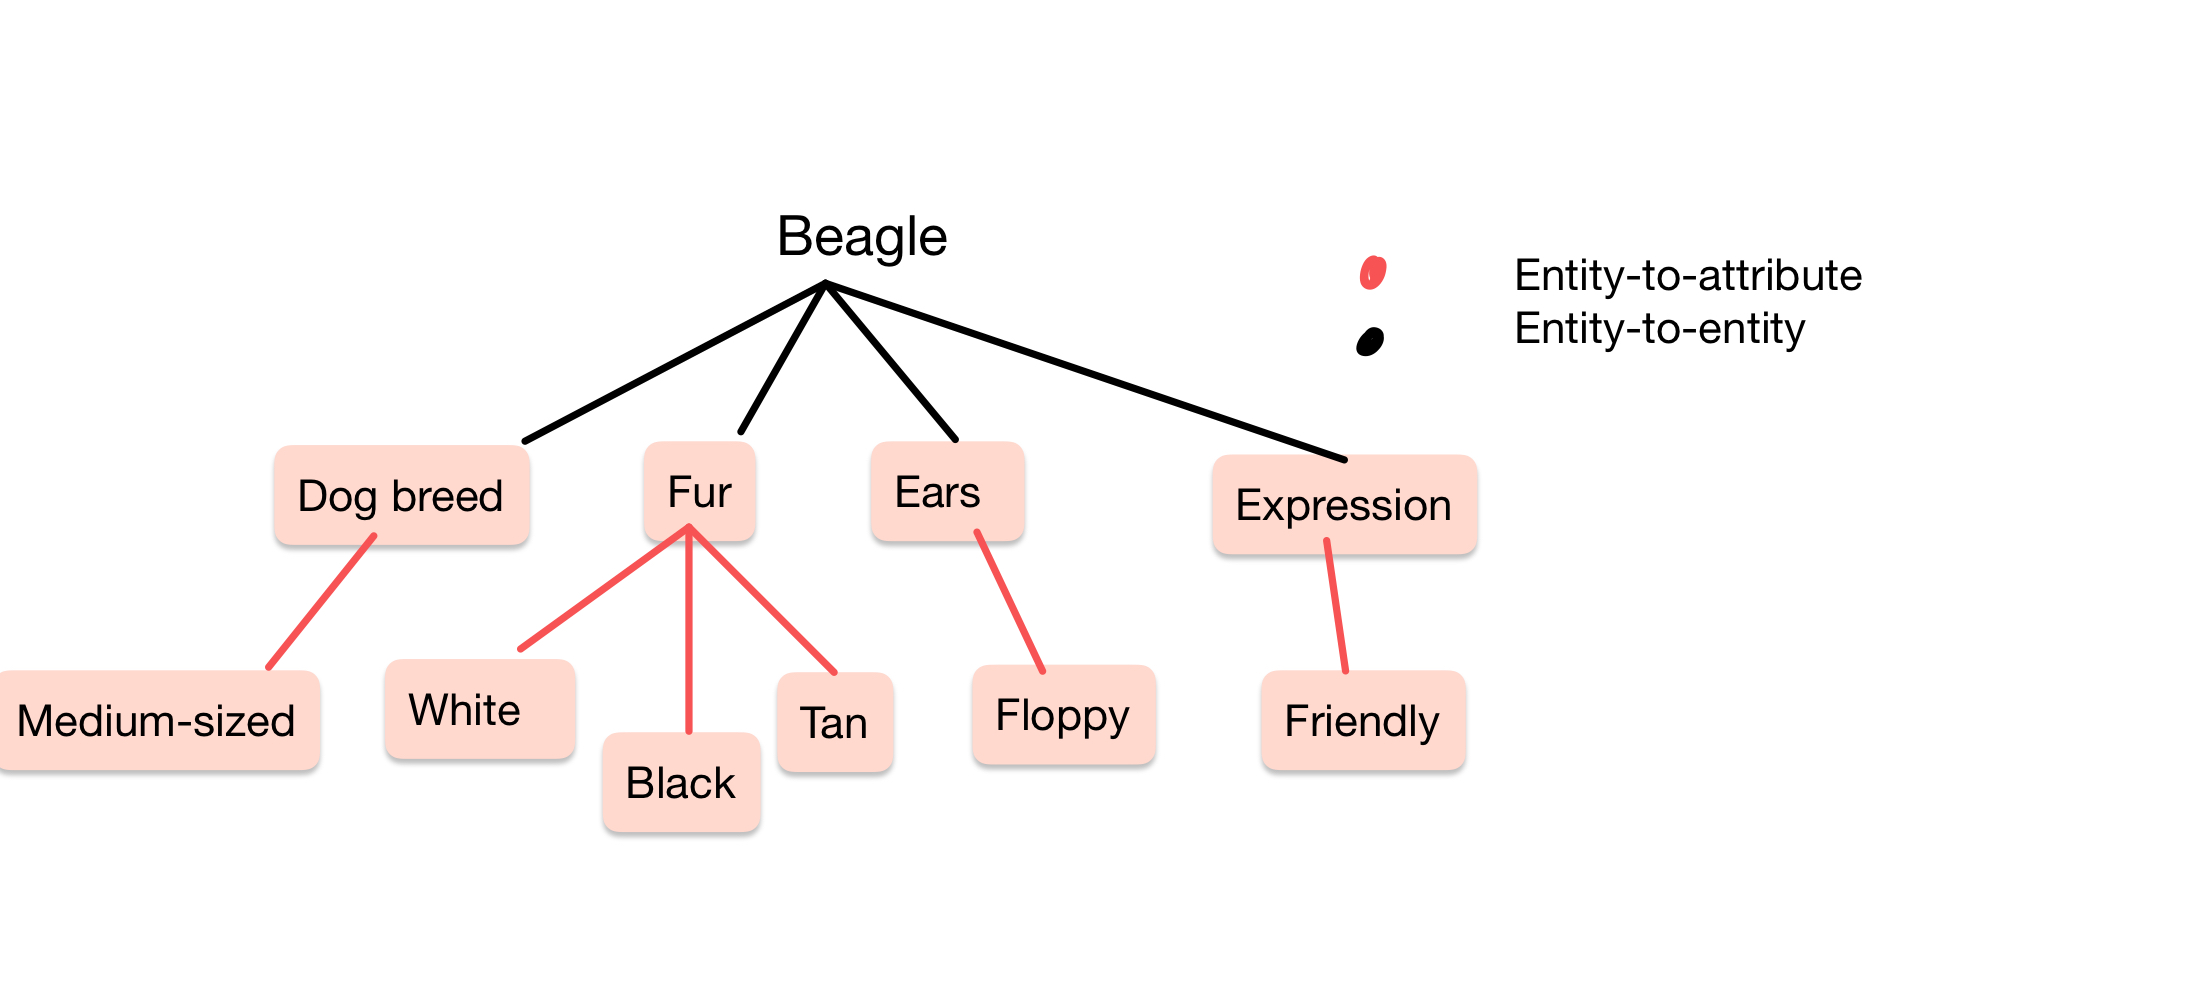 Beagle
Entity-to-attribute
Entity-to-entity
Dog breed
Fur
Ears
Expression
Medium-sized
White
Black
Tan
Floppy
Friendly